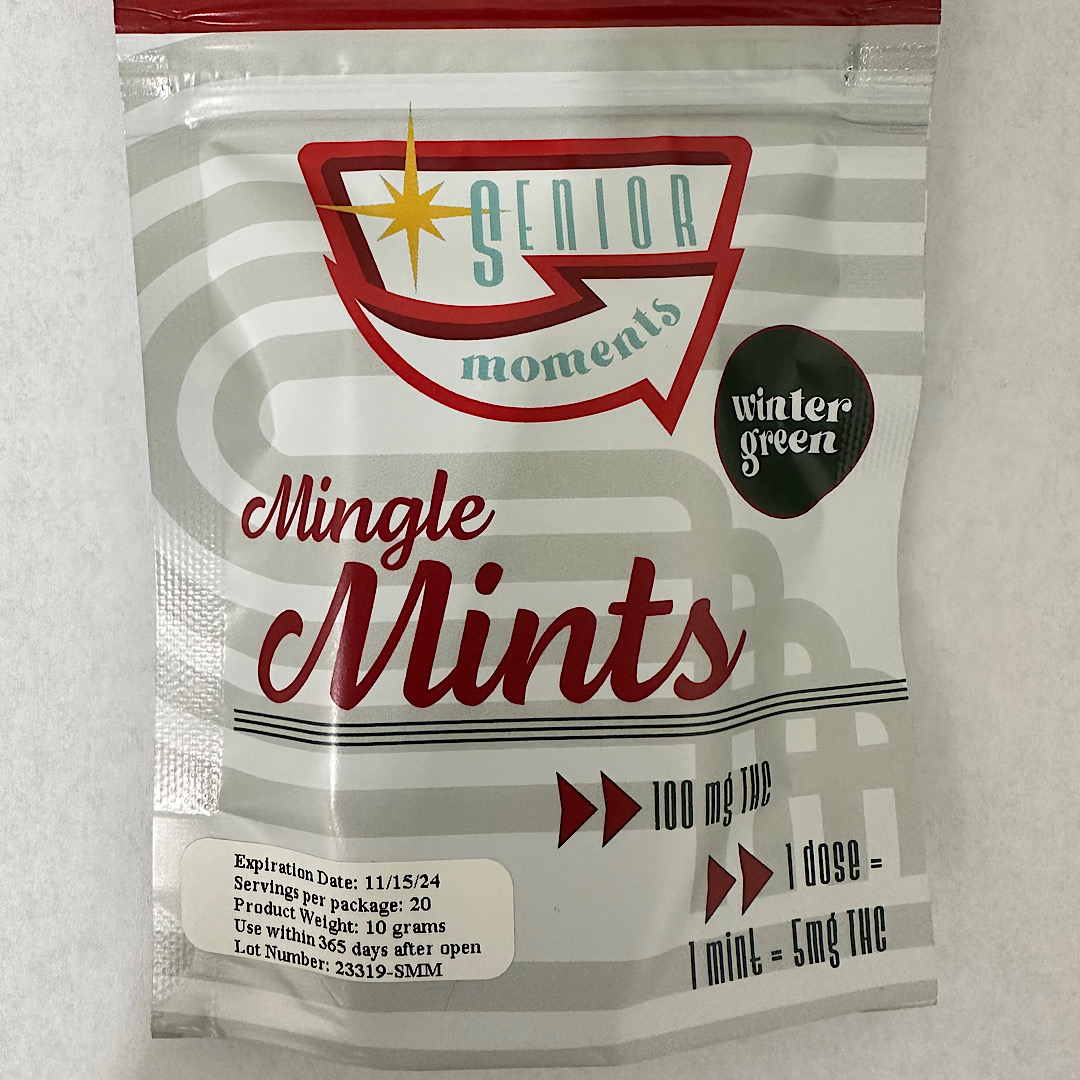 SENIOR
moments
winter
green
Mingle
Mints
100 mg THC
1 dose =
1 mint = 5mg THC
Expiration Date: 11/15/24
Servings per package: 20
Product Weight: 10 grams
Use within 365 days after open
Lot Number: 23319-SMM